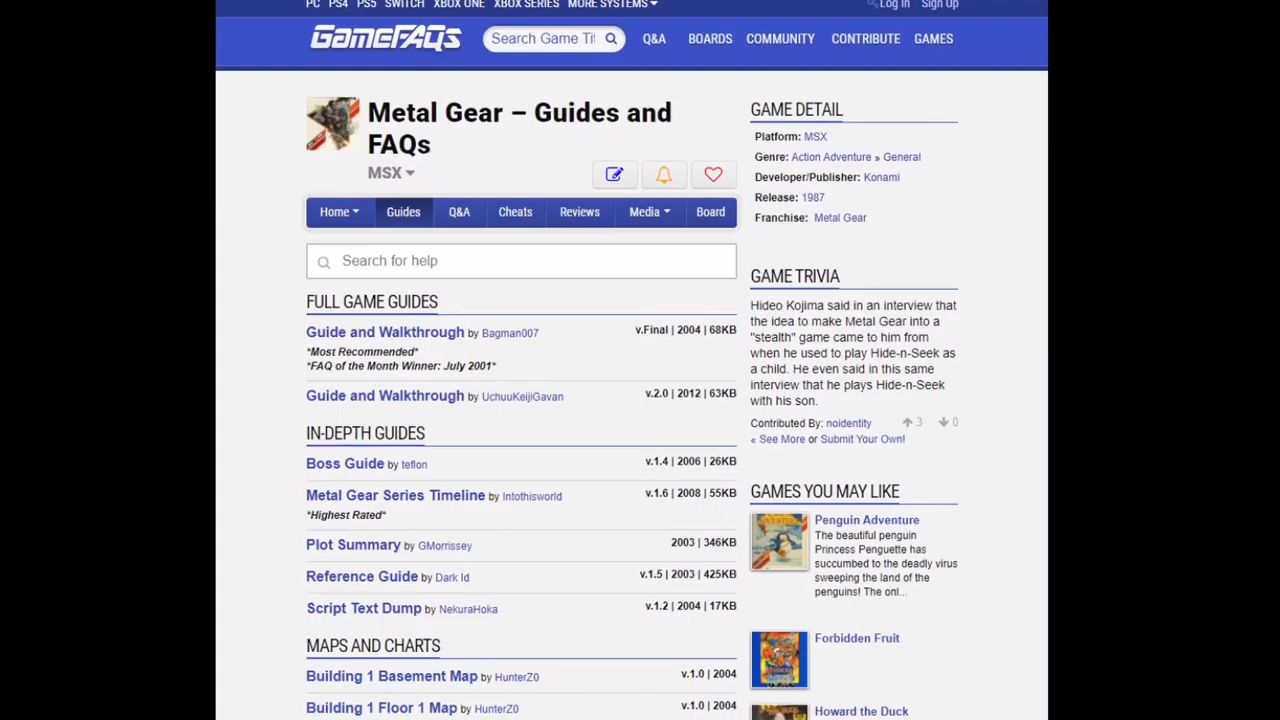 PC PS4 PS5 SWITCH XBOX ONE XBOX SERIES MORE SYSTEMS Log In Sign Up
GameFAQs Search Game Tit Q&A BOARDS COMMUNITY CONTRIBUTE GAMES
Metal Gear – Guides and
FAQs
MSX
Home Guides Q&A Cheats Reviews Media Board
Search for help
FULL GAME GUIDES
Guide and Walkthrough by Bagman007 v.Final | 2004 | 68KB
*Most Recommended*
*FAQ of the Month Winner: July 2001*
Guide and Walkthrough by UchuuKeijiGavan v.2.0 | 2012 | 63KB
IN-DEPTH GUIDES
Boss Guide by teflon v.1.4 | 2006 | 26KB
Metal Gear Series Timeline by Intothisworld v.1.6 | 2008 | 55KB
*Highest Rated*
Plot Summary by GMorrissey 2003 | 346KB
Reference Guide by Dark Id v.1.5 | 2003 | 425KB
Script Text Dump by NekuraHoka v.1.2 | 2004 | 17KB
MAPS AND CHARTS
Building 1 Basement Map by HunterZ0 v.1.0 | 2004
Building 1 Floor 1 Map by HunterZ0 v.1.0 | 2004
GAME DETAIL
Platform: MSX
Genre: Action Adventure » General
Developer/Publisher: Konami
Release: 1987
Franchise: Metal Gear
GAME TRIVIA
Hideo Kojima said in an interview that
the idea to make Metal Gear into a
"stealth" game came to him from
when he used to play Hide-n-Seek as
a child. He even said in this same
interview that he plays Hide-n-Seek
with his son.
Contributed By: noidentity 3 0
« See More or Submit Your Own!
GAMES YOU MAY LIKE
Penguin Adventure
The beautiful penguin
Princess Penguette has
succumbed to the deadly virus
sweeping the land of the
penguins! The onl...
Forbidden Fruit
Howard the Duck